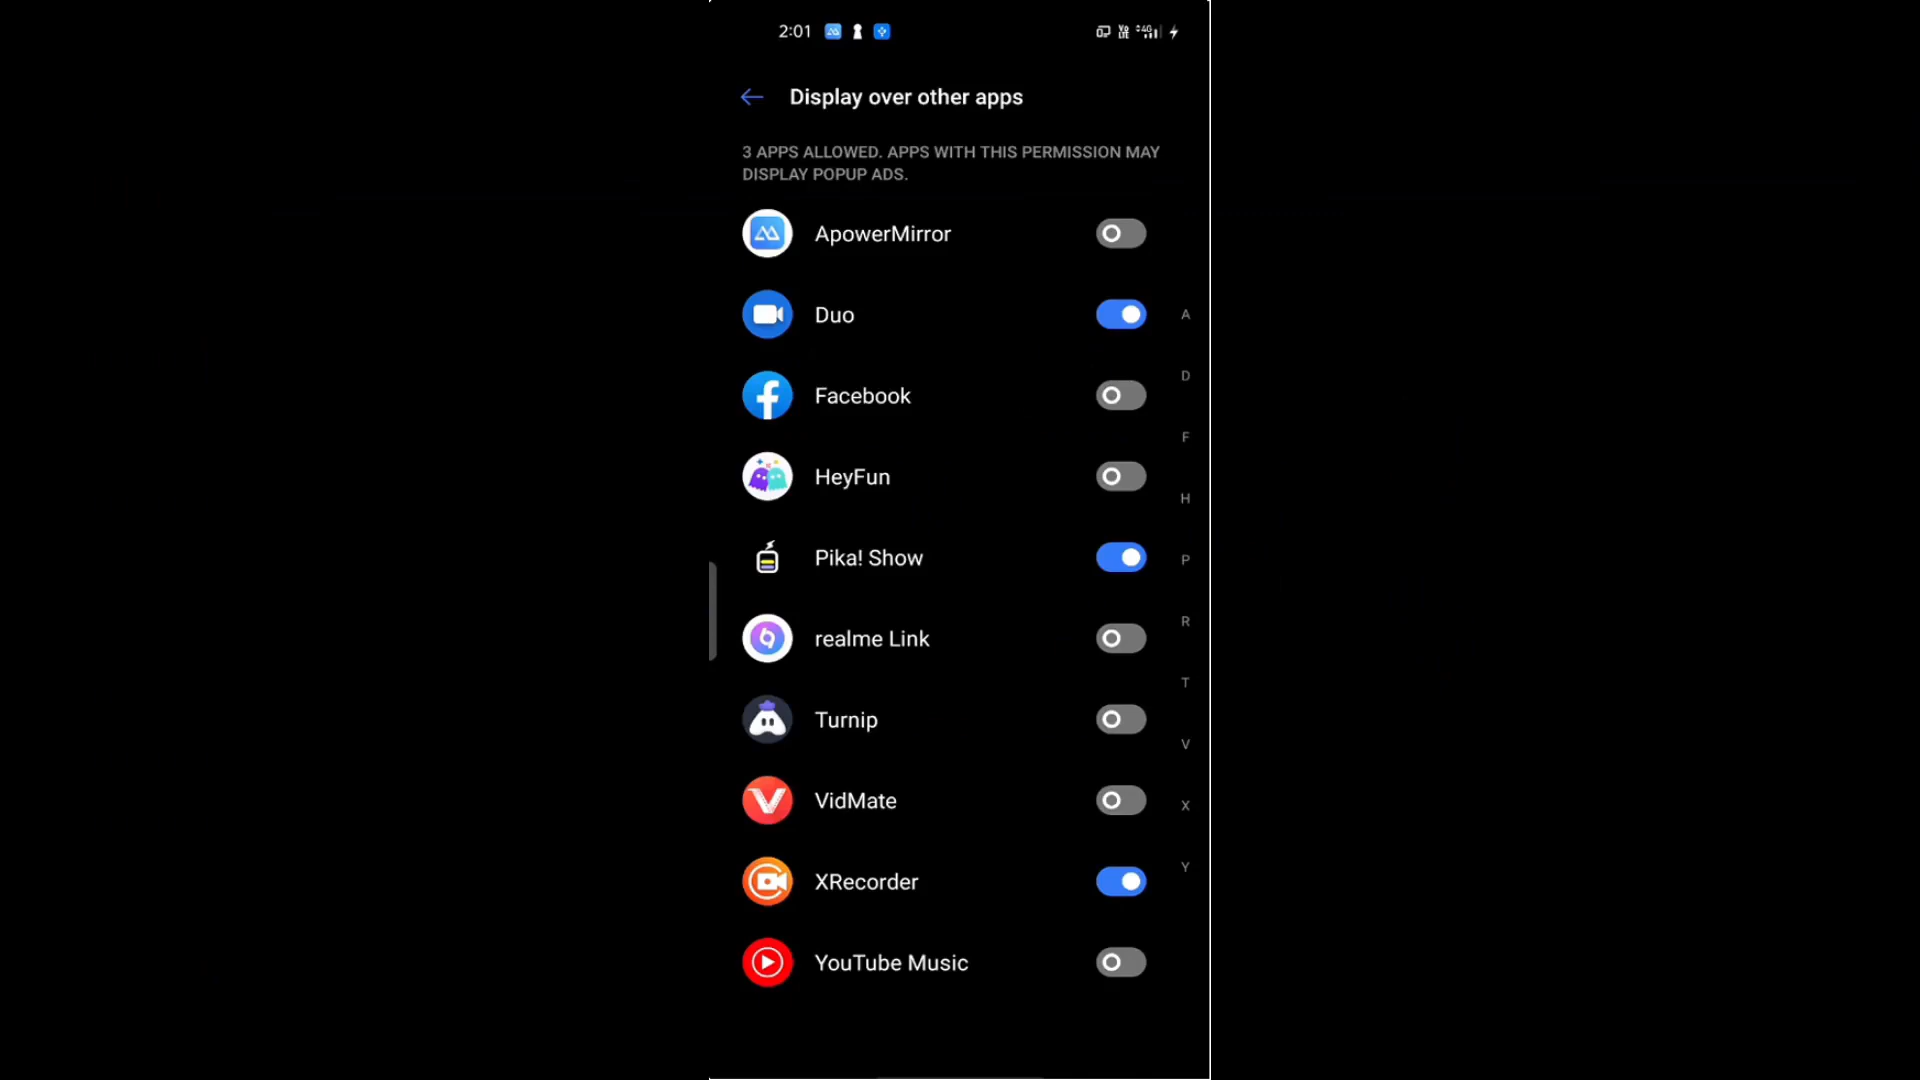 2:01
Display over other apps
3 APPS ALLOWED. APPS WITH THIS PERMISSION MAY
DISPLAY POPUP ADS.
ApowerMirror
Duo
A
D
Facebook
F
HeyFun
H
Pika! Show
P
R
realme Link
T
Turnip
V
VidMate
X
Y
XRecorder
YouTube Music